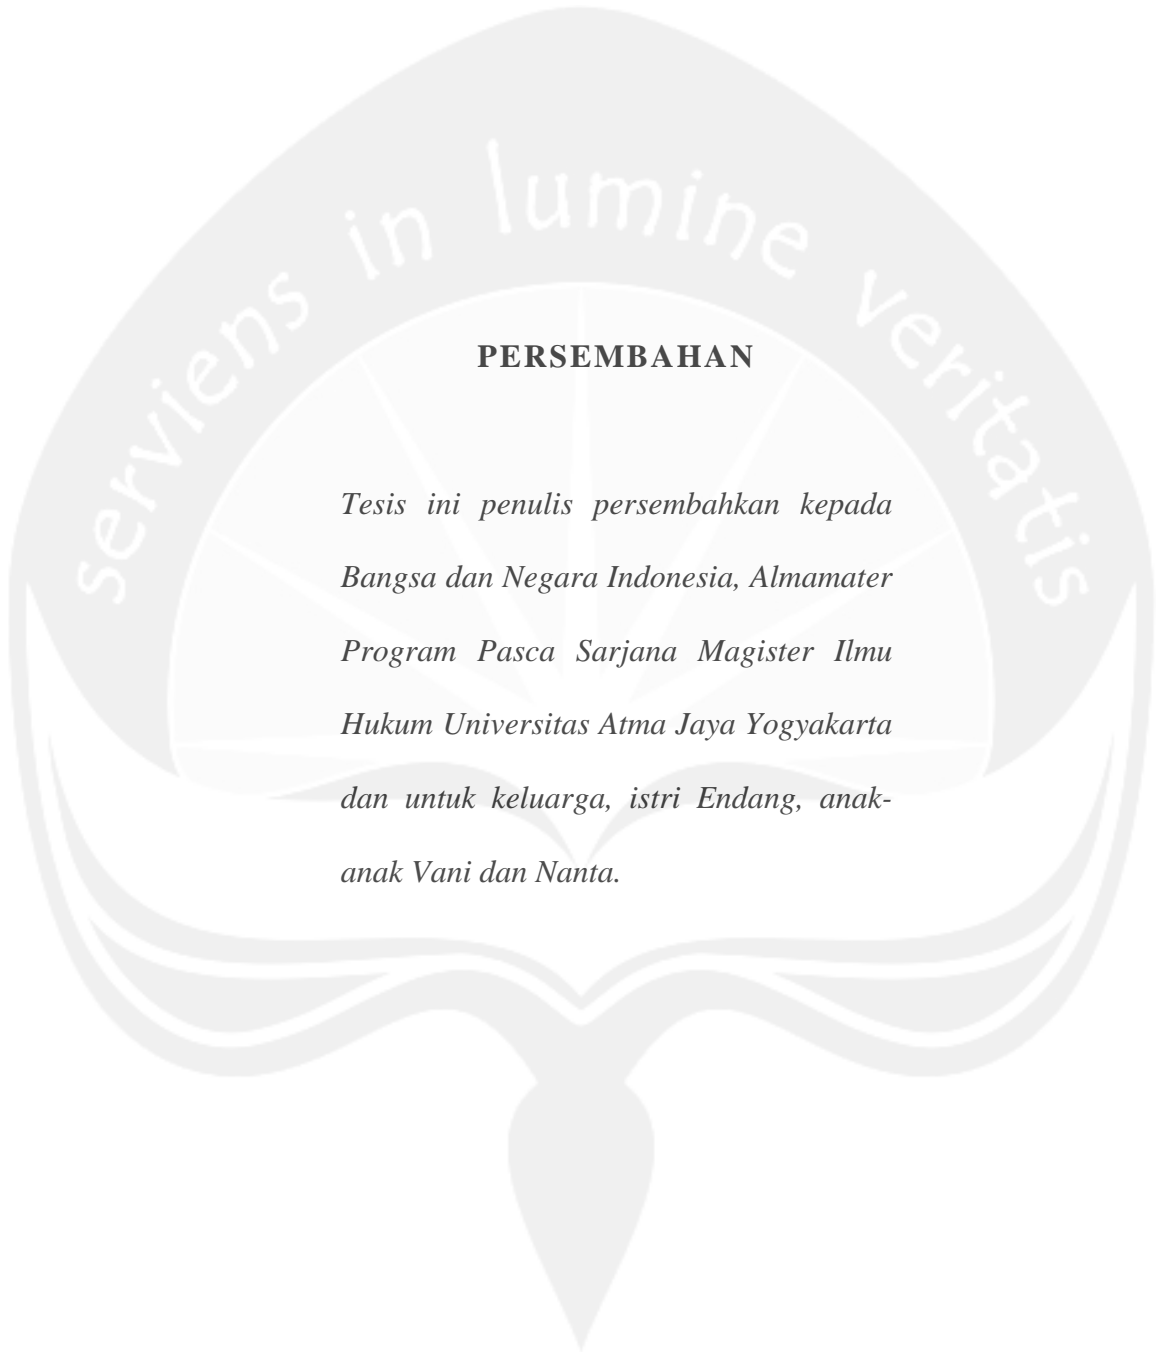 serviens in lumine veritatis
PERSEMBAHAN
Tesis ini penulis persembahkan kepada
Bangsa dan Negara Indonesia, Almamater
Program Pasca Sarjana Magister Ilmu
Hukum Universitas Atma Jaya Yogyakarta
dan untuk keluarga, istri Endang, anak-
anak Vani dan Nanta.